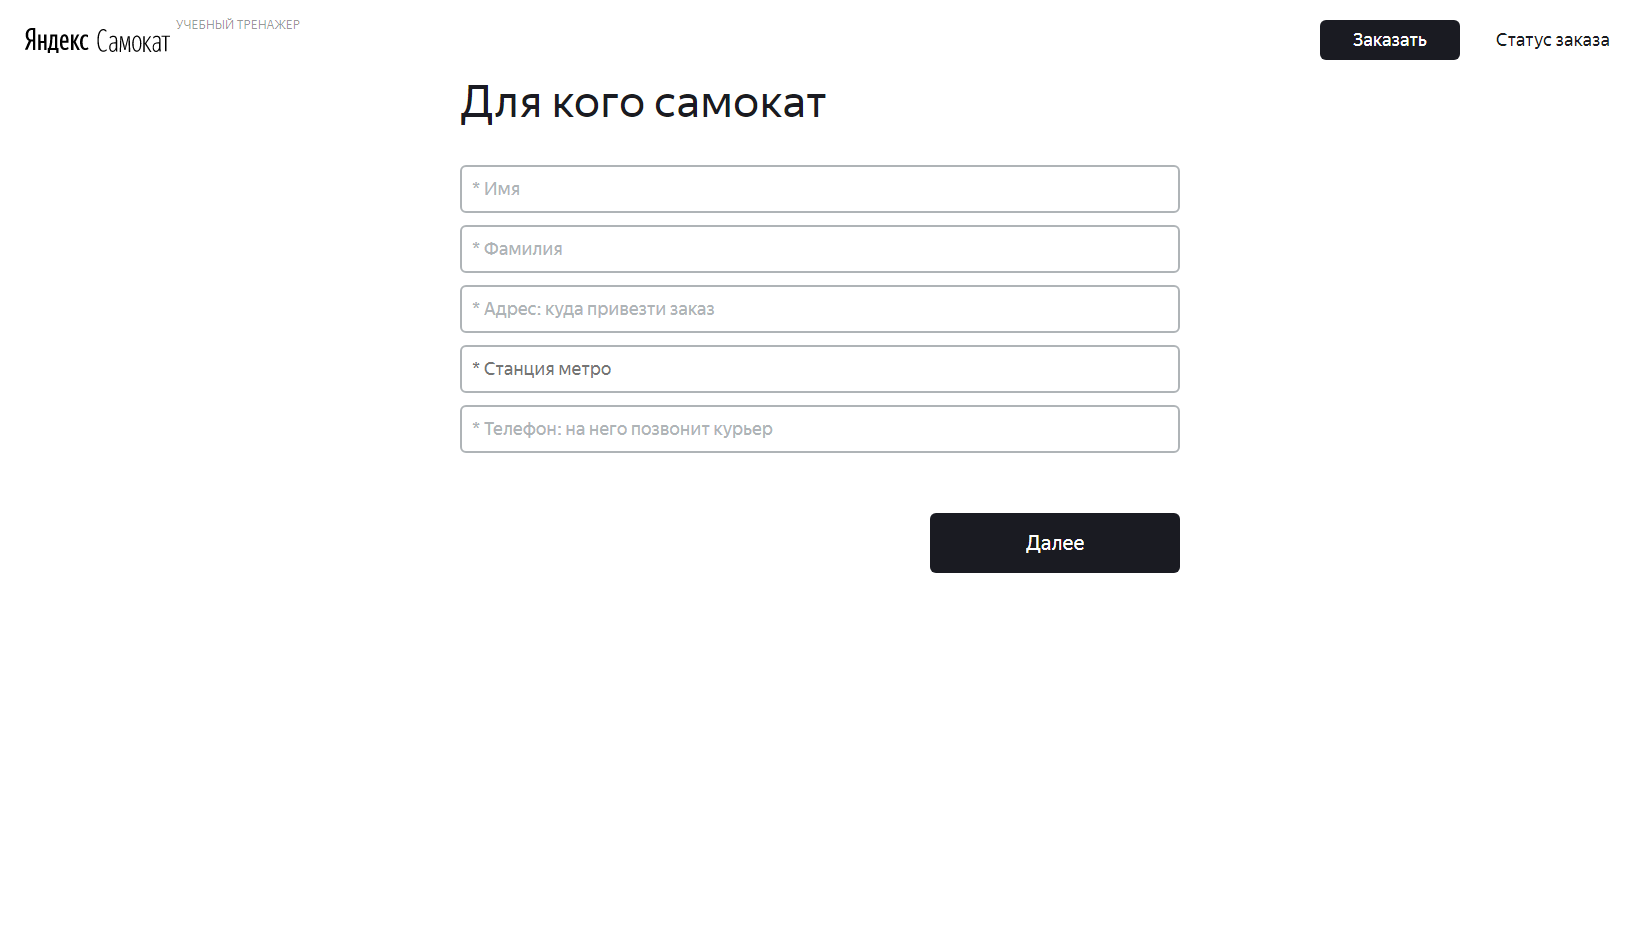 Яндекс Самокат
УЧЕБНЫЙ ТРЕНАЖЕР
Заказать
Статус заказа
Для кого самокат
* Имя
* Фамилия
* Адрес: куда привезти заказ
* Станция метро
* Телефон: на него позвонит курьер
Далее